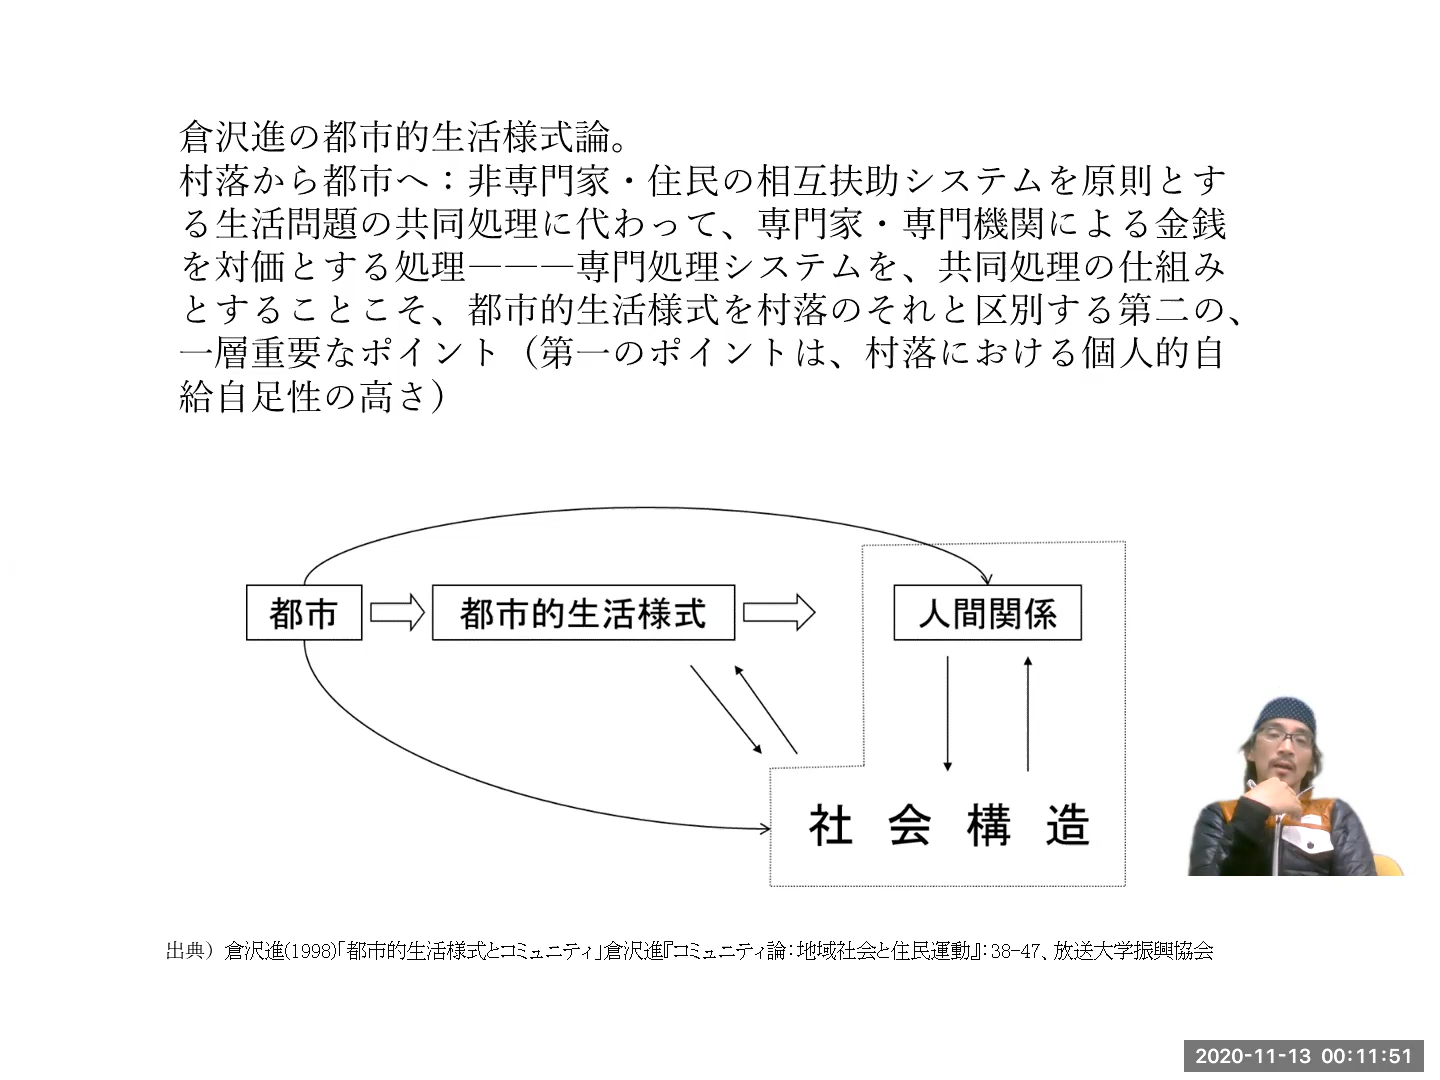 倉沢進の都市的生活様式論。
村落から都市へ：非専門家・住民の相互扶助システムを原則とす
る生活問題の共同処理に代わって、専門家・専門機関による金銭
を対価とする処理———専門処理システムを、共同処理の仕組み
とすることこそ、都市的生活様式を村落のそれと区別する第二の、
一層重要なポイント（第一のポイントは、村落における個人的自
給自足性の高さ）
都市
都市的生活様式
人間関係
社会構造
出典）倉沢進(1998)｢都市的生活様式とコミュニティ｣倉沢進『コミュニティ論：地域社会と住民運動』：38-47、放送大学振興協会
2020-11-13 00:11:51